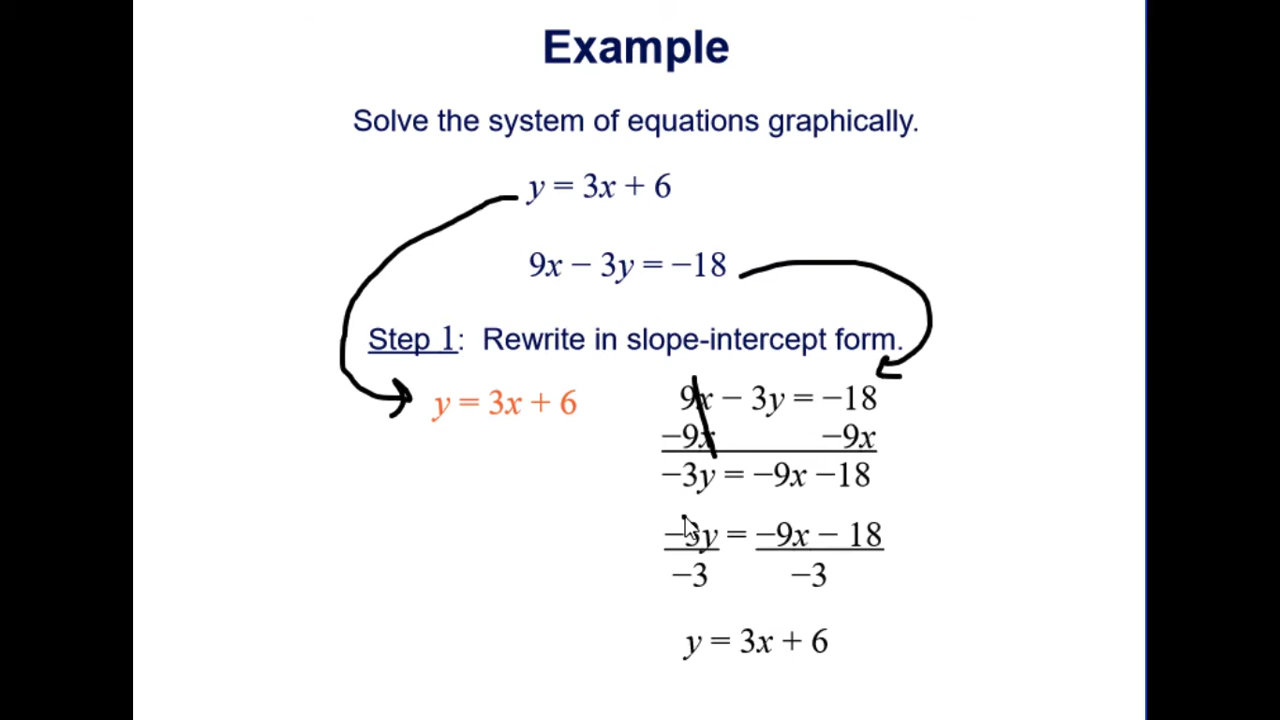 Example
Solve the system of equations graphically.
y = 3x + 6
9x − 3y = −18
Step 1: Rewrite in slope-intercept form.
y = 3x + 6
9x − 3y = −18
−9x −9x
−3y = −9x −18
−3y = −9x − 18
−3 −3
y = 3x + 6